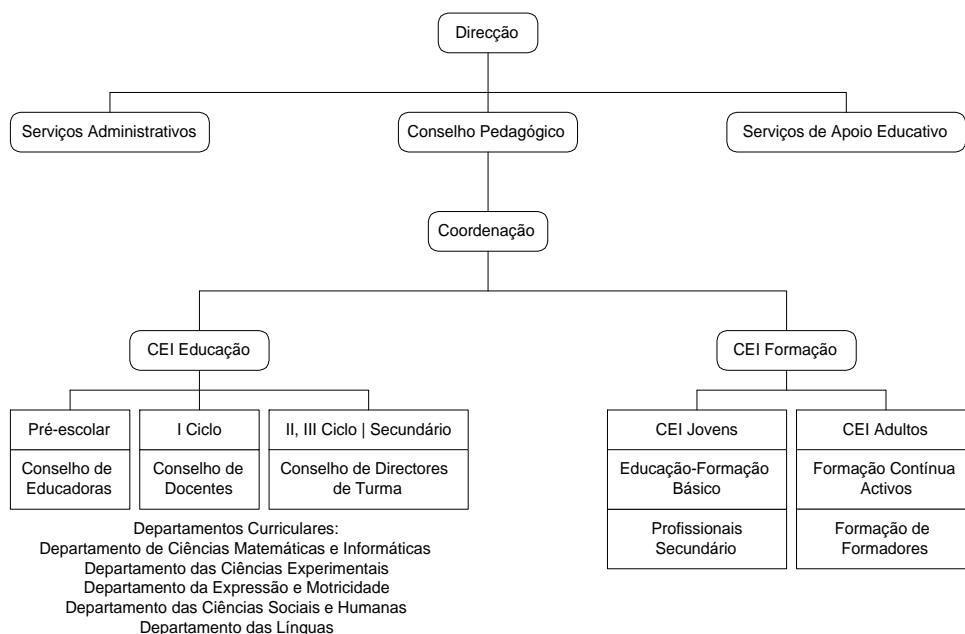 Direcção
Serviços Administrativos
Conselho Pedagógico
Serviços de Apoio Educativo
Coordenação
CEI Educação
CEI Formação
Pré-escolar
Conselho de
Educadoras
I Ciclo
Conselho de
Docentes
II, III Ciclo | Secundário
Conselho de Directores
de Turma
CEI Jovens
Educação-Formação
Básico
Profissionais
Secundário
CEI Adultos
Formação Contínua
Activos
Formação de
Formadores
Departamentos Curriculares:
Departamento de Ciências Matemáticas e Informáticas
Departamento das Ciências Experimentais
Departamento da Expressão e Motricidade
Departamento das Ciências Sociais e Humanas
Departamento das Línguas